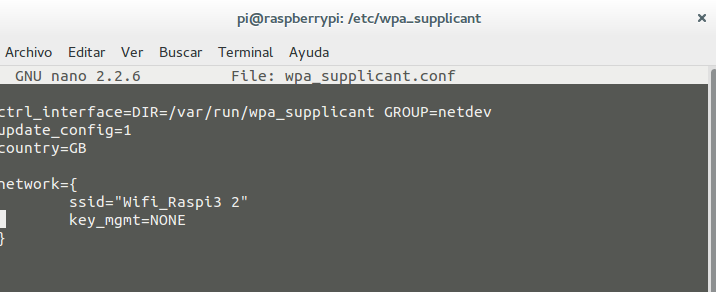 pi@raspberrypi: /etc/wpa_supplicant ×
Archivo Editar Ver Buscar Terminal Ayuda
GNU nano 2.2.6 File: wpa_supplicant.conf
ctrl_interface=DIR=/var/run/wpa_supplicant GROUP=netdev
update_config=1
country=GB
network={
ssid="Wifi_Raspi3 2"
key_mgmt=NONE
}